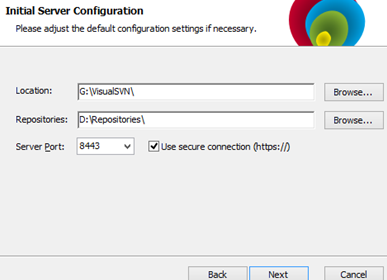 Initial Server Configuration
Please adjust the default configuration settings if necessary.
Location: G:\VisualSVN\ Browse...
Repositories: D:\Repositories\ Browse...
Server Port: 8443 Use secure connection (https://)
Back Next Cancel